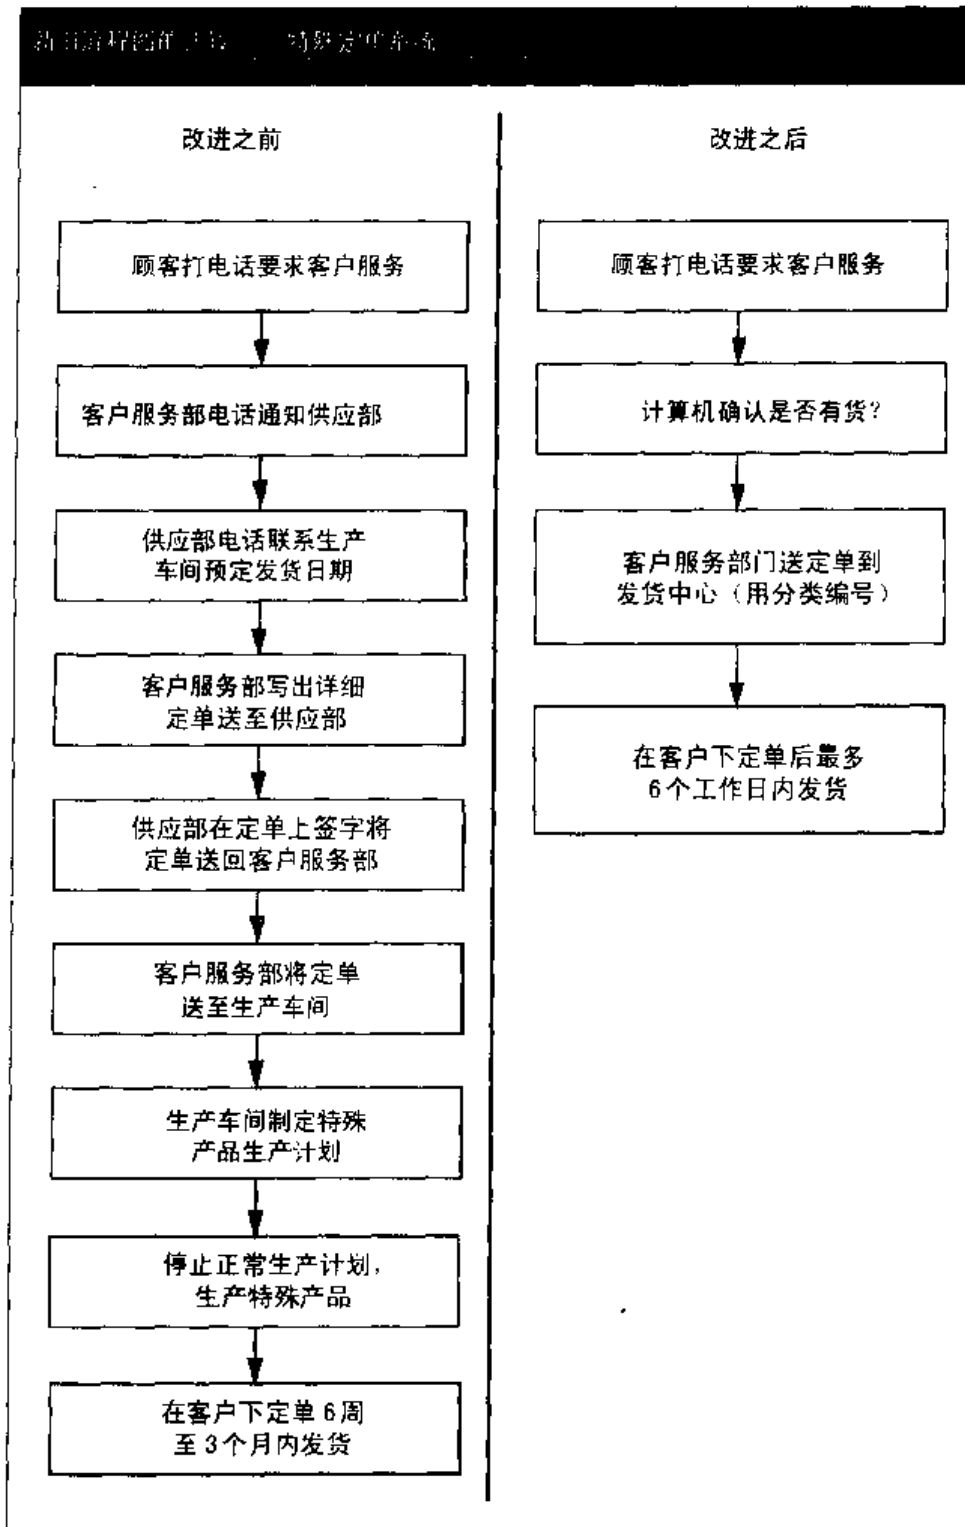 特殊定单系统
改进之前
顾客打电话要求客户服务
客户服务部电话通知供应部
供应部电话联系生产
车间预定发货日期
客户服务部写出详细
定单送至供应部
供应部在定单上签字将
定单送回客户服务部
客户服务部将定单
送至生产车间
生产车间制定特殊
产品生产计划
停止正常生产计划，
生产特殊产品
在客户下定单6周
至3个月内发货
改进之后
顾客打电话要求客户服务
计算机确认是否有货？
客户服务部门送定单到
发货中心（用分类编号）
在客户下定单后最多
6个工作日内发货